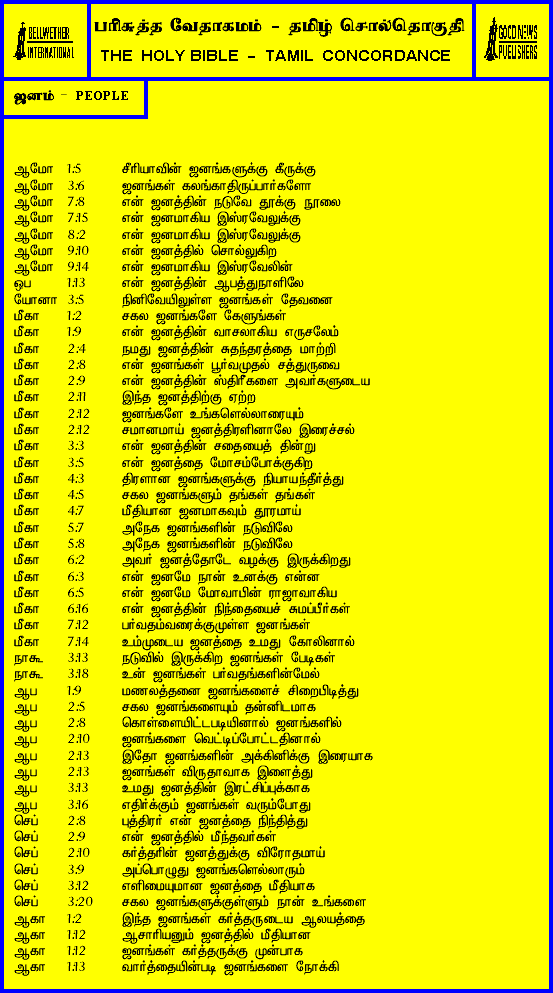 BELLWETHER
INTERNATIONAL
பரிசுத்த வேதாகமம் - தமிழ் சொல்தொகுதி
THE HOLY BIBLE - TAMIL CONCORDANCE
GOOD NEWS
PUBLISHERS
ஜனம் - PEOPLE
ஆமோ 1:5 சீரியாவின் ஜனங்களுக்கு கீருக்கு
ஆமோ 3:6 ஜனங்கள் கலங்காதிருப்பார்களோ
ஆமோ 7:8 என் ஜனத்தின் நடுவே தூக்கு நூலை
ஆமோ 7:15 என் ஜனமாகிய இஸ்ரவேலுக்கு
ஆமோ 8:2 என் ஜனமாகிய இஸ்ரவேலுக்கு
ஆமோ 9:10 என் ஜனத்தில் சொல்லுகிற
ஆமோ 9:14 என் ஜனமாகிய இஸ்ரவேலின்
ஒப 1:13 என் ஜனத்தின் ஆபத்துநாளிலே
யோனா 3:5 நினிவேயிலுள்ள ஜனங்கள் தேவனை
மீகா 1:2 சகல ஜனங்களே கேளுங்கள்
மீகா 1:9 என் ஜனத்தின் வாசலாகிய எருசலேம்
மீகா 2:4 நமது ஜனத்தின் சுதந்தரத்தை மாற்றி
மீகா 2:8 என் ஜனங்கள் பூர்வமுதல் சத்துருவை
மீகா 2:9 என் ஜனத்தின் ஸ்திரீகளை அவர்களுடைய
மீகா 2:11 இந்த ஜனத்திற்கு ஏற்ற
மீகா 2:12 ஜனங்களே உங்களெல்லாரையும்
மீகா 2:12 சமானமாய் ஜனத்திரளினாலே இரைச்சல்
மீகா 3:3 என் ஜனத்தின் சதையைத் தின்று
மீகா 3:5 என் ஜனத்தை மோசம்போக்குகிற
மீகா 4:3 திரளான ஜனங்களுக்கு நியாயந்தீர்த்து
மீகா 4:5 சகல ஜனங்களும் தங்கள் தங்கள்
மீகா 4:7 மீதியான ஜனமாகவும் தூரமாய்
மீகா 5:7 அநேக ஜனங்களின் நடுவிலே
மீகா 5:8 அநேக ஜனங்களின் நடுவிலே
மீகா 6:2 அவர் ஜனத்தோடே வழக்கு இருக்கிறது
மீகா 6:3 என் ஜனமே நான் உனக்கு என்ன
மீகா 6:5 என் ஜனமே மோவாபின் ராஜாவாகிய
மீகா 6:16 என் ஜனத்தின் நிந்தையைச் சுமப்பீர்கள்
மீகா 7:12 பர்வதம்வரைக்குமுள்ள ஜனங்கள்
மீகா 7:14 உம்முடைய ஜனத்தை உமது கோலினால்
நாகூ 3:13 நடுவில் இருக்கிற ஜனங்கள் பேடிகள்
நாகூ 3:18 உன் ஜனங்கள் பர்வதங்களின்மேல்
ஆப 1:9 மணலத்தனை ஜனங்களைச் சிறைபிடித்து
ஆப 2:5 சகல ஜனங்களையும் தன்னிடமாக
ஆப 2:8 கொள்ளையிட்டபடியினால் ஜனங்களில்
ஆப 2:10 ஜனங்களை வெட்டிப்போட்டதினால்
ஆப 2:13 இதோ ஜனங்களின் அக்கினிக்கு இரையாக
ஆப 2:13 ஜனங்கள் விருதாவாக இளைத்து
ஆப 3:13 உமது ஜனத்தின் இரட்சிப்புக்காக
ஆப 3:16 எதிர்க்கும் ஜனங்கள் வரும்போது
செப் 2:8 புத்திரர் என் ஜனத்தை நிந்தித்து
செப் 2:9 என் ஜனத்தில் மீந்தவர்கள்
செப் 2:10 கர்த்தரின் ஜனத்துக்கு விரோதமாய்
செப் 3:9 அப்பொழுது ஜனங்களெல்லாரும்
செப் 3:12 எளிமையுமான ஜனத்தை மீதியாக
செப் 3:20 சகல ஜனங்களுக்குள்ளும் நான் உங்களை
ஆகா 1:2 இந்த ஜனங்கள் கர்த்தருடைய ஆலயத்தை
ஆகா 1:12 ஆசாரியனும் ஜனத்தில் மீதியான
ஆகா 1:12 ஜனங்கள் கர்த்தருக்கு முன்பாக
ஆகா 1:13 வார்த்தையின்படி ஜனங்களை நோக்கி